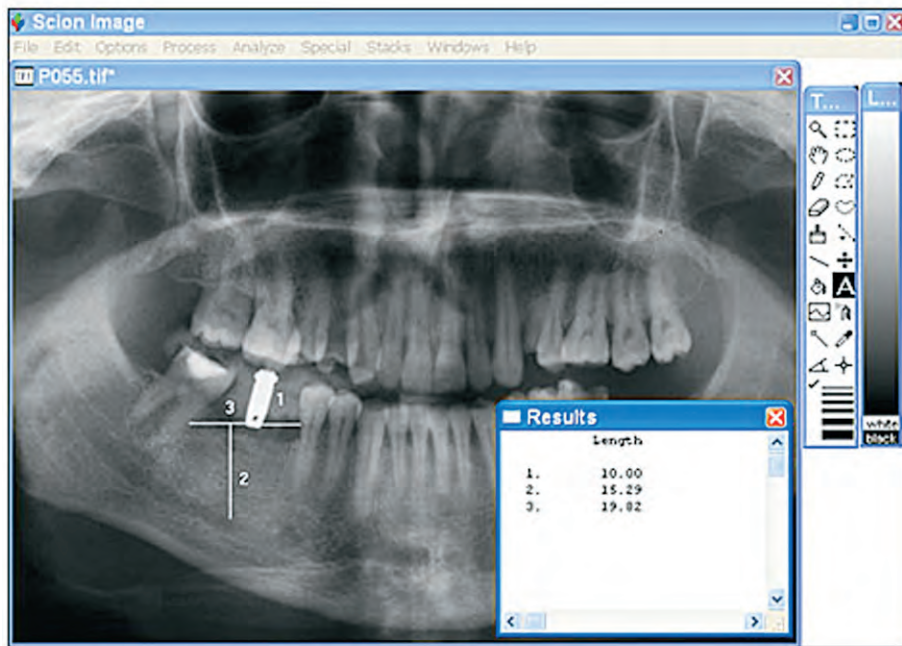 Scion Image
File Edit Options Process Analyze Special Stacks Windows Help
P055.tif*
T... L...
1
3
2
A
white
black
Results
Length
1. 10.00
2. 15.29
3. 19.82